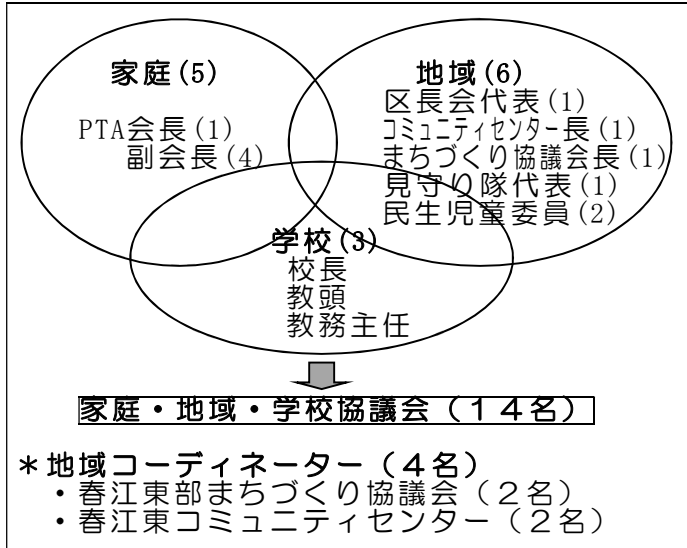 家庭(5)
PTA会長(1)
副会長(4)
地域(6)
区長会代表(1)
コミュニティセンター長(1)
まちづくり協議会長(1)
見守り隊代表(1)
民生児童委員(2)
学校(3)
校長
教頭
教務主任
家庭・地域・学校協議会(14名)
*地域コーディネーター(4名)
・春江東部まちづくり協議会(2名)
・春江東コミュニティセンター(2名)